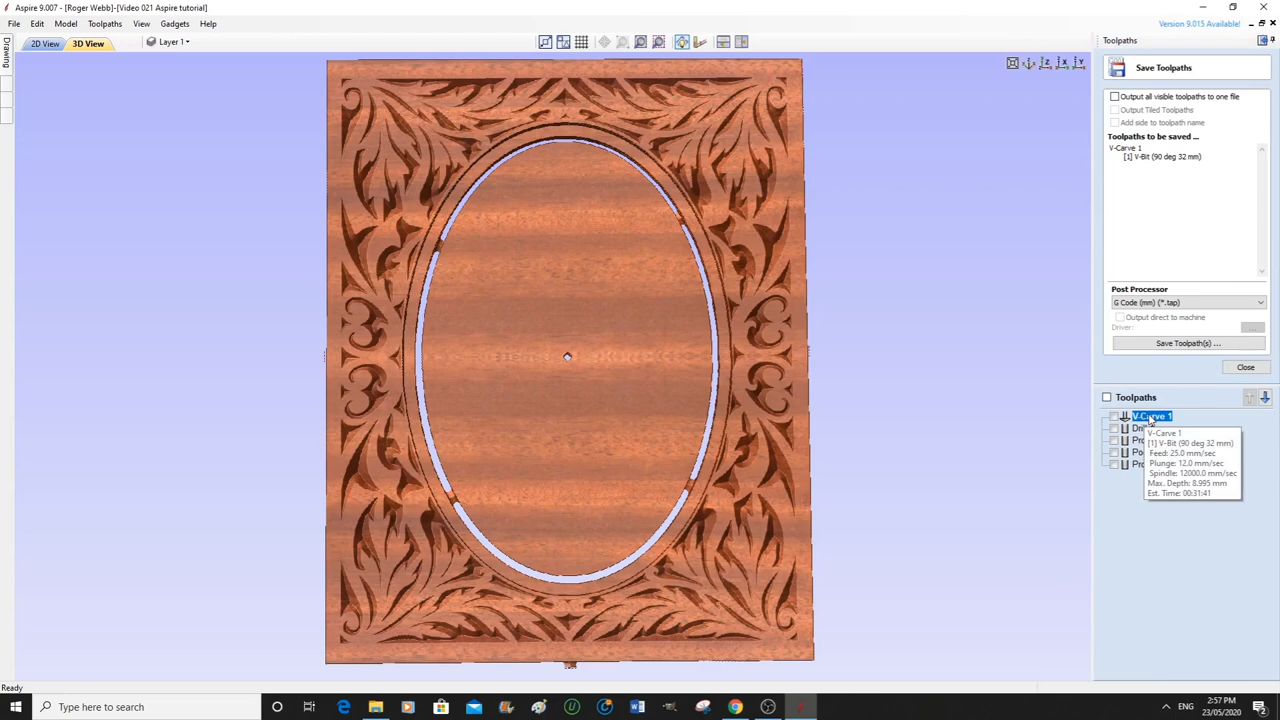 Aspire 9.007 - [Roger Webb]-[Video 021 Aspire tutorial]
File Edit Model Toolpaths View Gadgets Help
Version 9.015 Available!
Drawing
2D View 3D View Layer 1
Toolpaths
Save Toolpaths
Output all visible toolpaths to one file
Output Tiled Toolpaths
Add side to toolpath name
Toolpaths to be saved ...
V-Carve 1
[1] V-Bit (90 deg 32 mm)
Post Processor
G Code (mm) (*.tap)
Output direct to machine
Driver: ...
Save Toolpath(s) ...
Close
Toolpaths
V-Carve 1
V-Carve 1
[1] V-Bit (90 deg 32 mm)
Feed: 25.0 mm/sec
Plunge: 12.0 mm/sec
Spindle: 12000.0 mm/sec
Max. Depth: 8.995 mm
Est. Time: 00:31:41
Ready
Type here to search
ENG
2:57 PM
23/05/2020